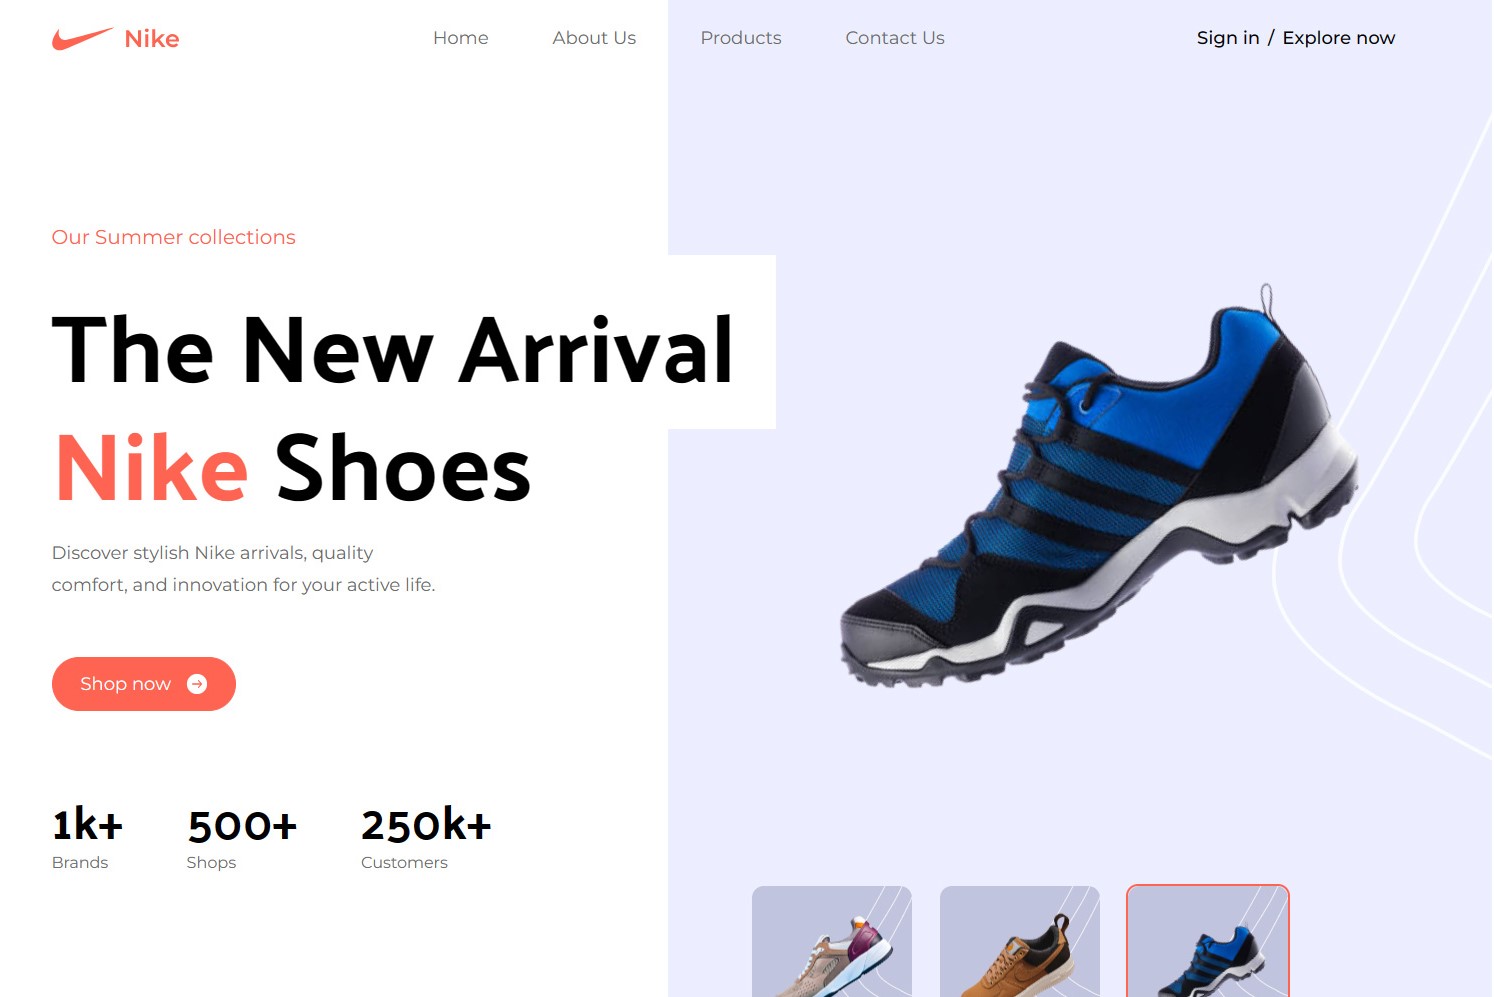 Nike
Home
About Us
Products
Contact Us
Sign in / Explore now
Our Summer collections
The New Arrival
Nike Shoes
Discover stylish Nike arrivals, quality
comfort, and innovation for your active life.
Shop now
1k+
Brands
500+
Shops
250k+
Customers